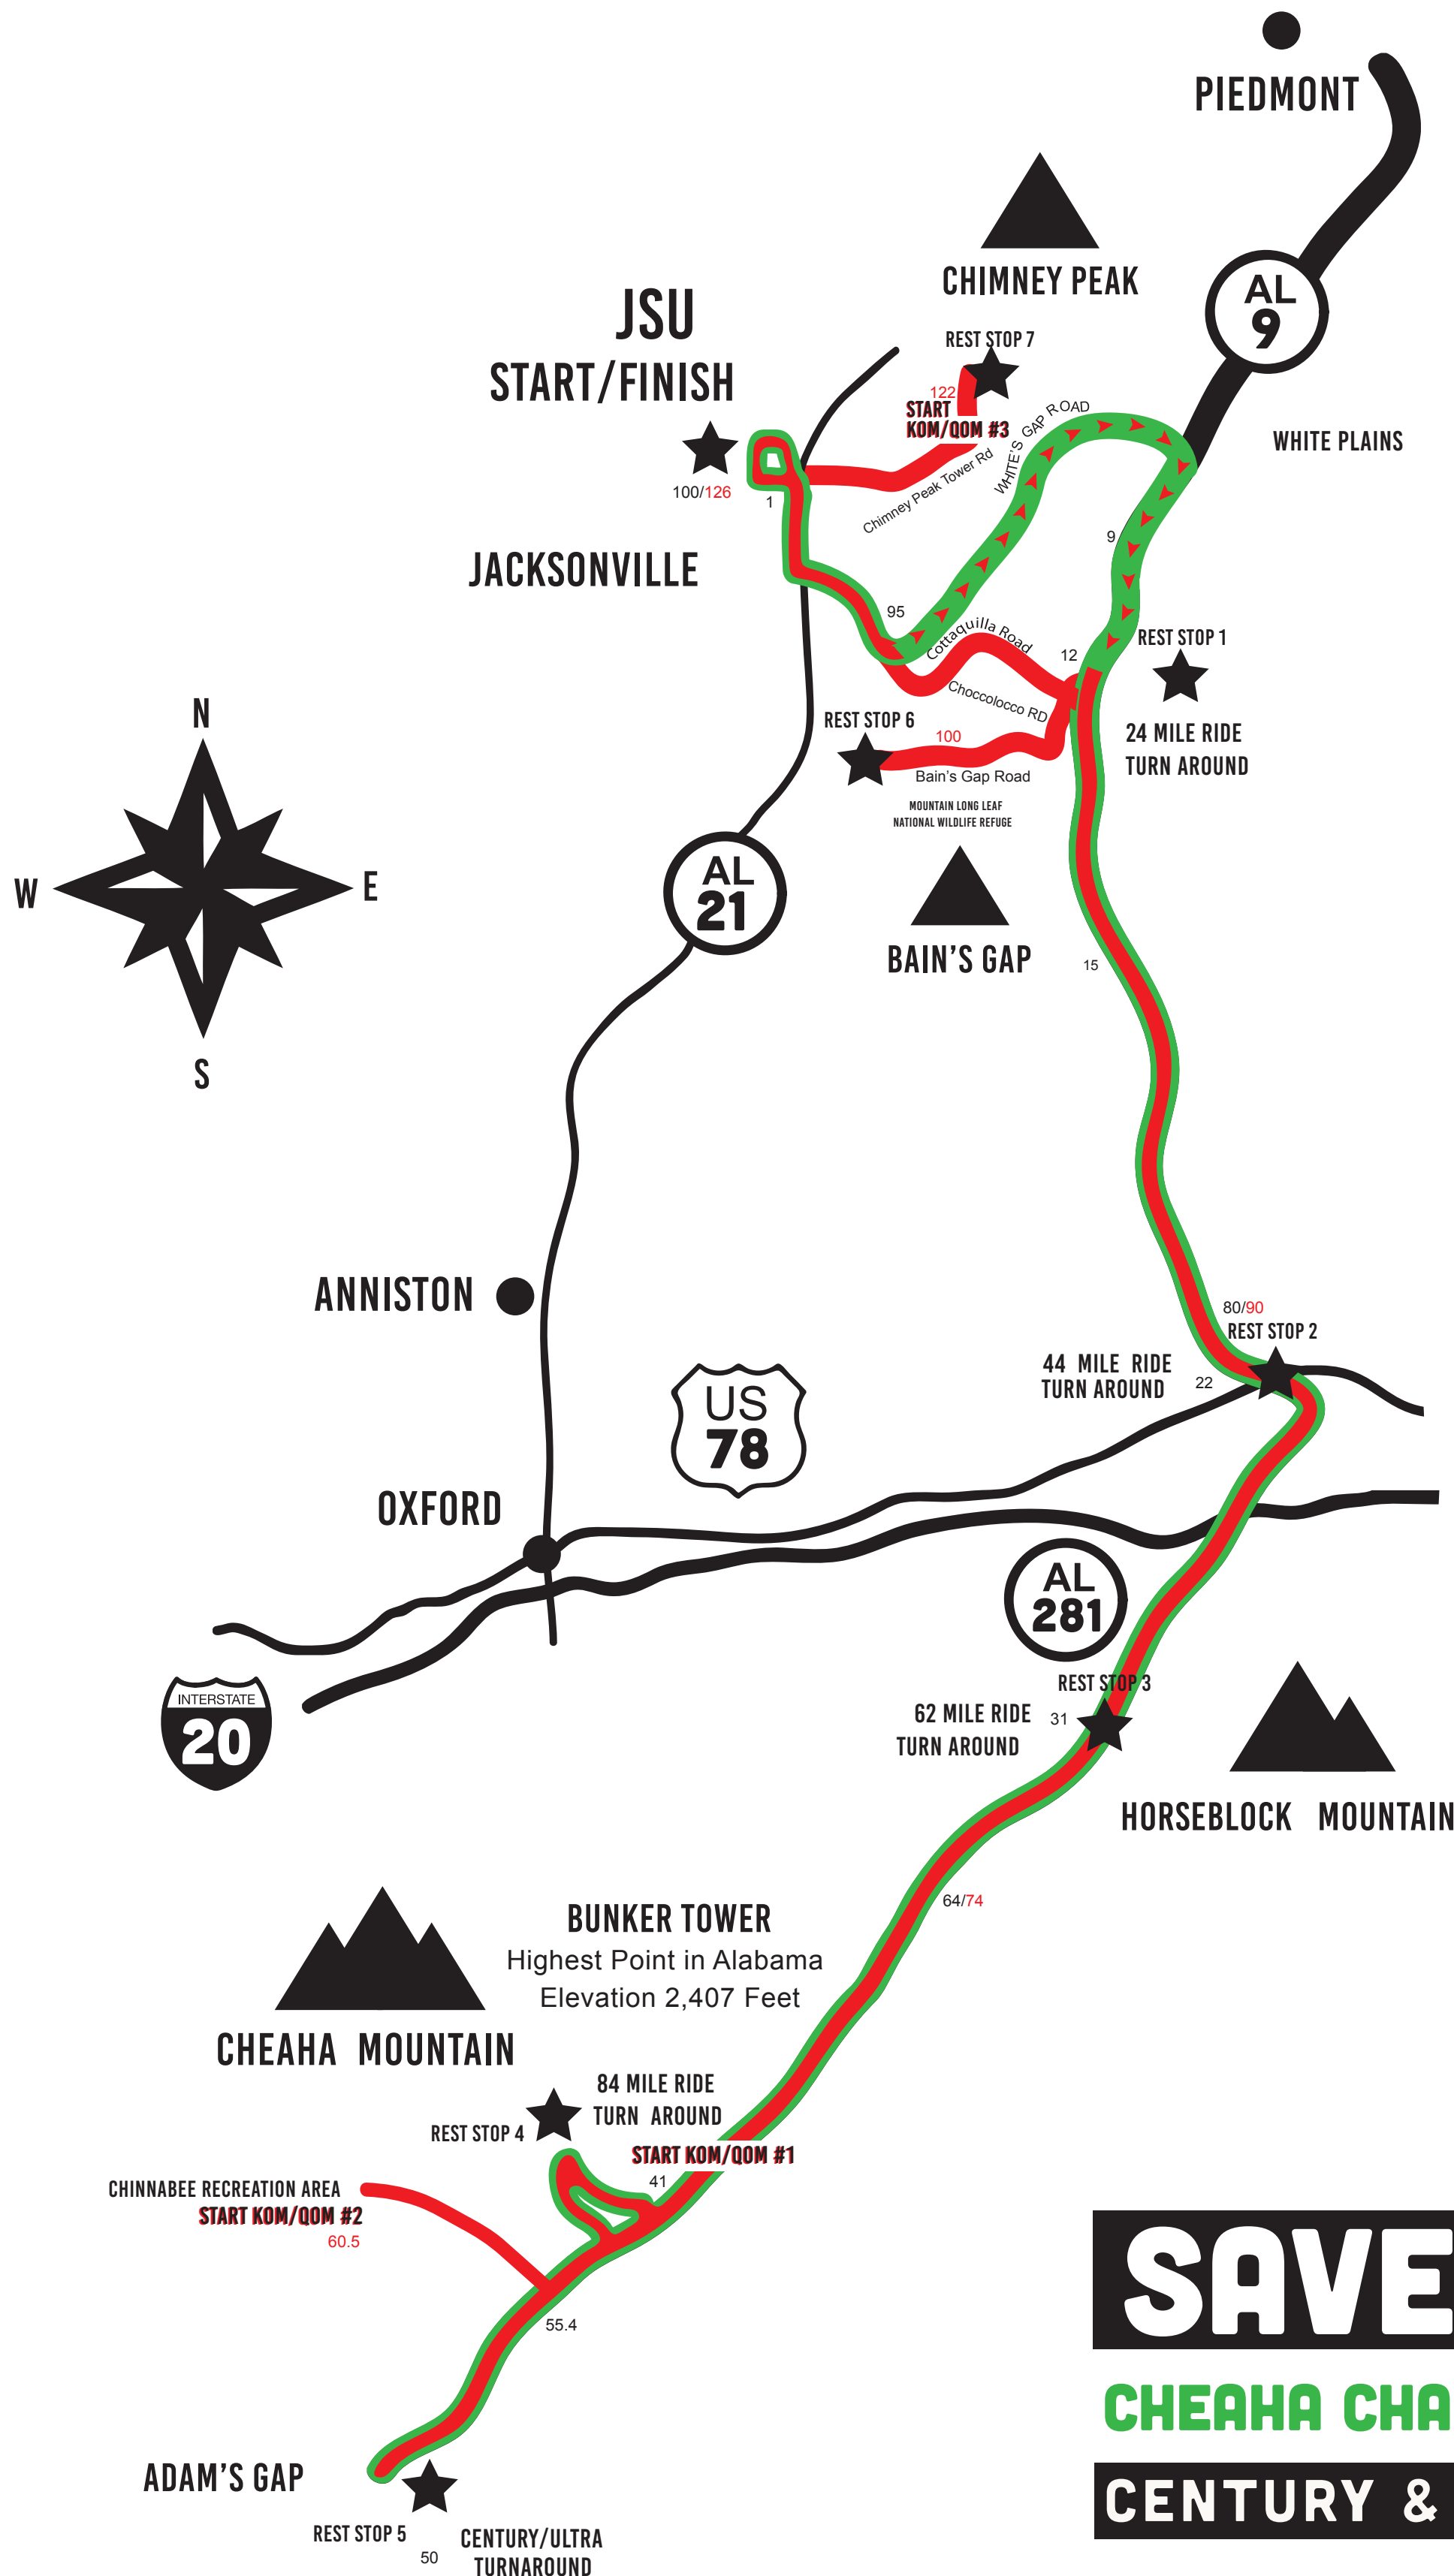 PIEDMONT
CHIMNEY PEAK
AL
9
JSU
START/FINISH
REST STOP 7
122
START
KOM/QOM #3
WHITE'S GAP ROAD
WHITE PLAINS
Chimney Peak Tower Rd
100/126
1
9
JACKSONVILLE
95
Cottaquilla Road
12
REST STOP 1
Choccolocco RD
24 MILE RIDE
TURN AROUND
REST STOP 6
100
Bain's Gap Road
MOUNTAIN LONG LEAF
NATIONAL WILDLIFE REFUGE
N
W
E
S
AL
21
BAIN'S GAP
15
ANNISTON
80/90
REST STOP 2
44 MILE RIDE
TURN AROUND
22
US
78
OXFORD
AL
281
INTERSTATE
20
REST STOP 3
62 MILE RIDE
TURN AROUND
31
HORSEBLOCK MOUNTAIN
64/74
BUNKER TOWER
Highest Point in Alabama
Elevation 2,407 Feet
CHEAHA MOUNTAIN
84 MILE RIDE
TURN AROUND
REST STOP 4
START KOM/QOM #1
41
CHINNABEE RECREATION AREA
START KOM/QOM #2
60.5
55.4
SAVE
CHEAHA CHA
CENTURY &
ADAM'S GAP
REST STOP 5
50
CENTURY/ULTRA
TURNAROUND